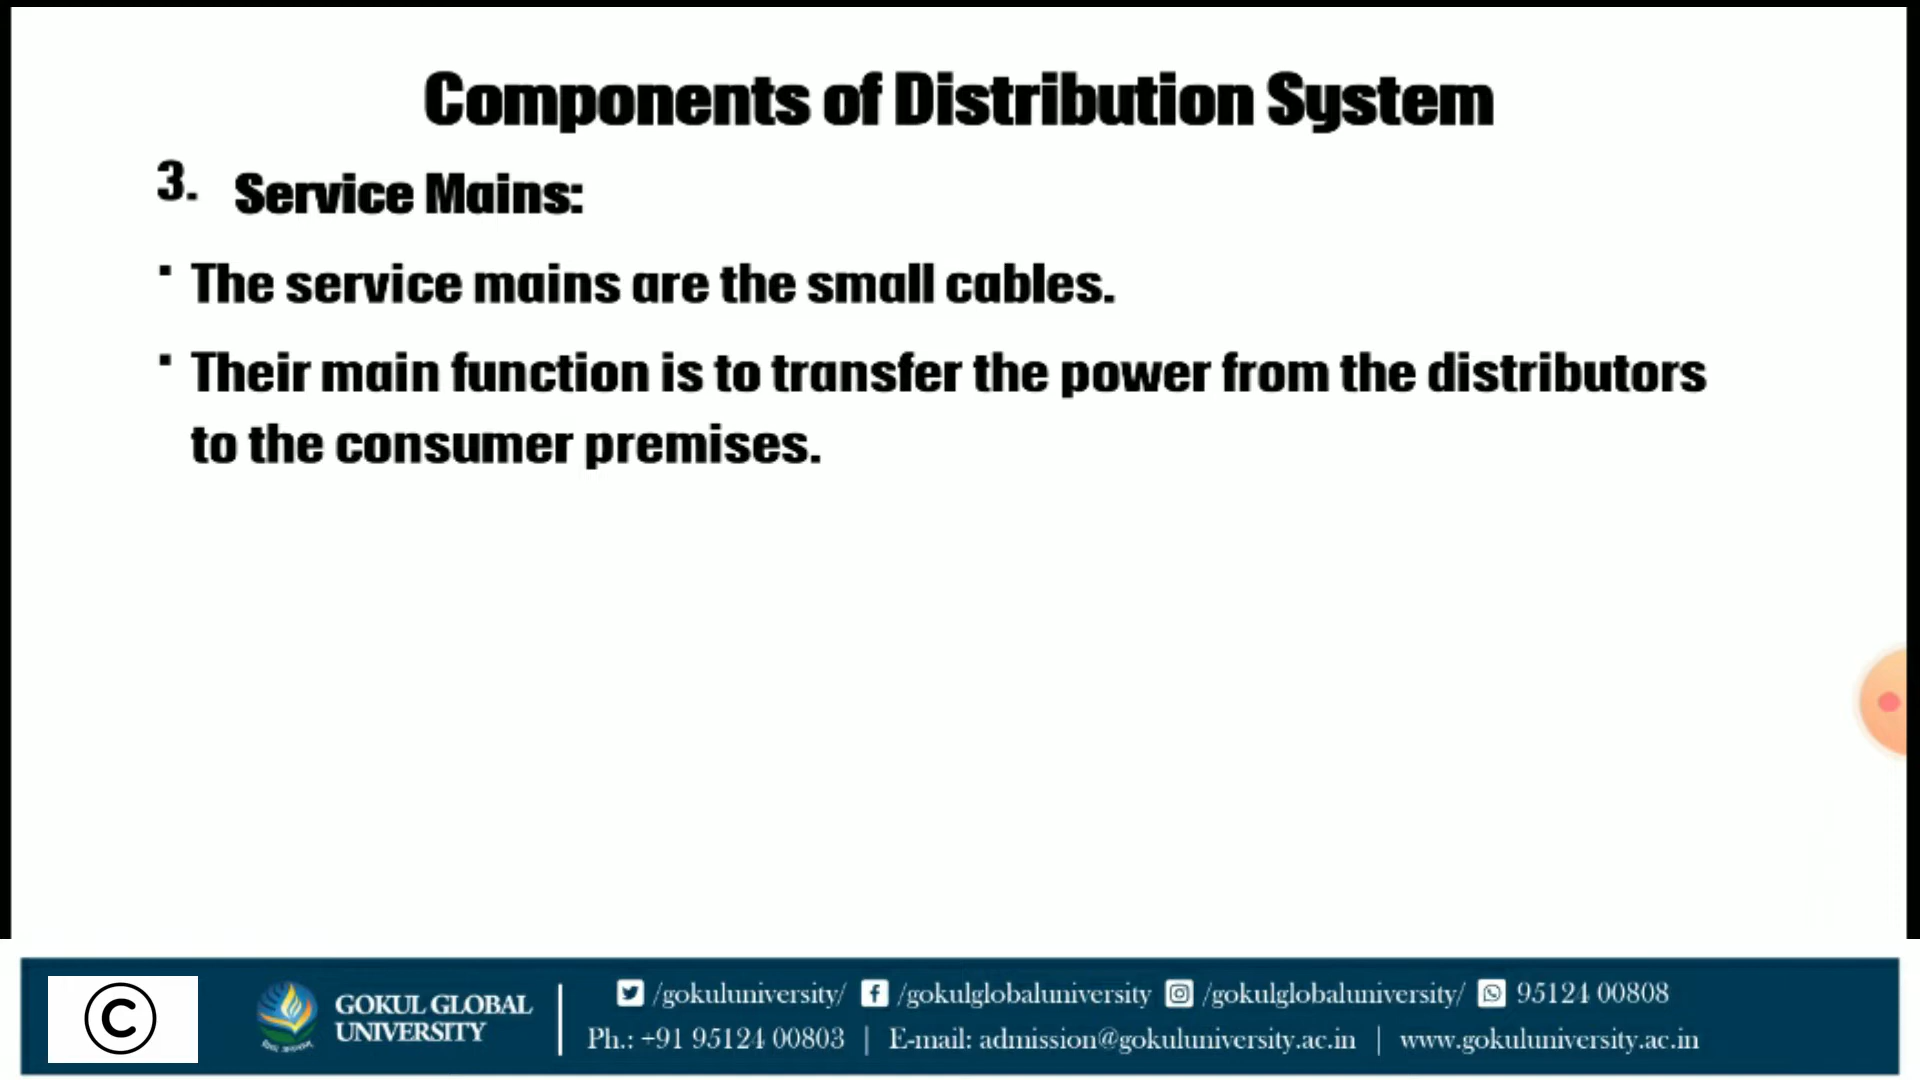 Components of Distribution System
3. Service Mains:
▪ The service mains are the small cables.
▪ Their main function is to transfer the power from the distributors
to the consumer premises.
©
GOKUL GLOBAL
UNIVERSITY
/gokuluniversity/ /gokulglobaluniversity /gokulglobaluniversity/ 95124 00808
Ph.: +91 95124 00803 | E-mail: admission@gokuluniversity.ac.in | www.gokuluniversity.ac.in